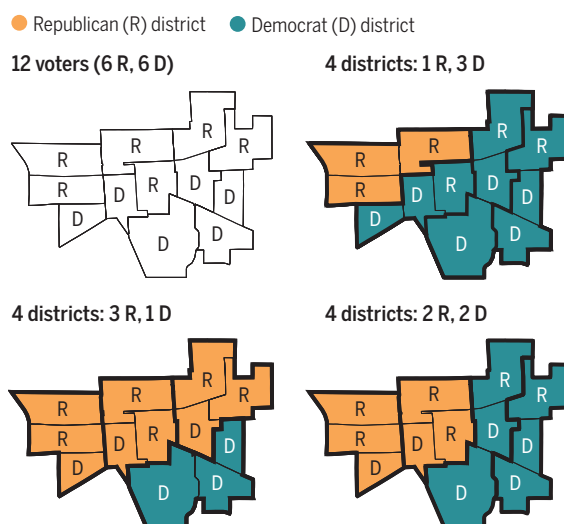 Republican (R) district Democrat (D) district
12 voters (6 R, 6 D)
R
R
R
R
R
D
R
D
D
D
D
D
4 districts: 1 R, 3 D
R
R
R
R
R
D
R
D
D
D
D
D
4 districts: 3 R, 1 D
R
R
R
R
R
D
R
D
D
D
D
D
4 districts: 2 R, 2 D
R
R
R
R
R
D
R
D
D
D
D
D